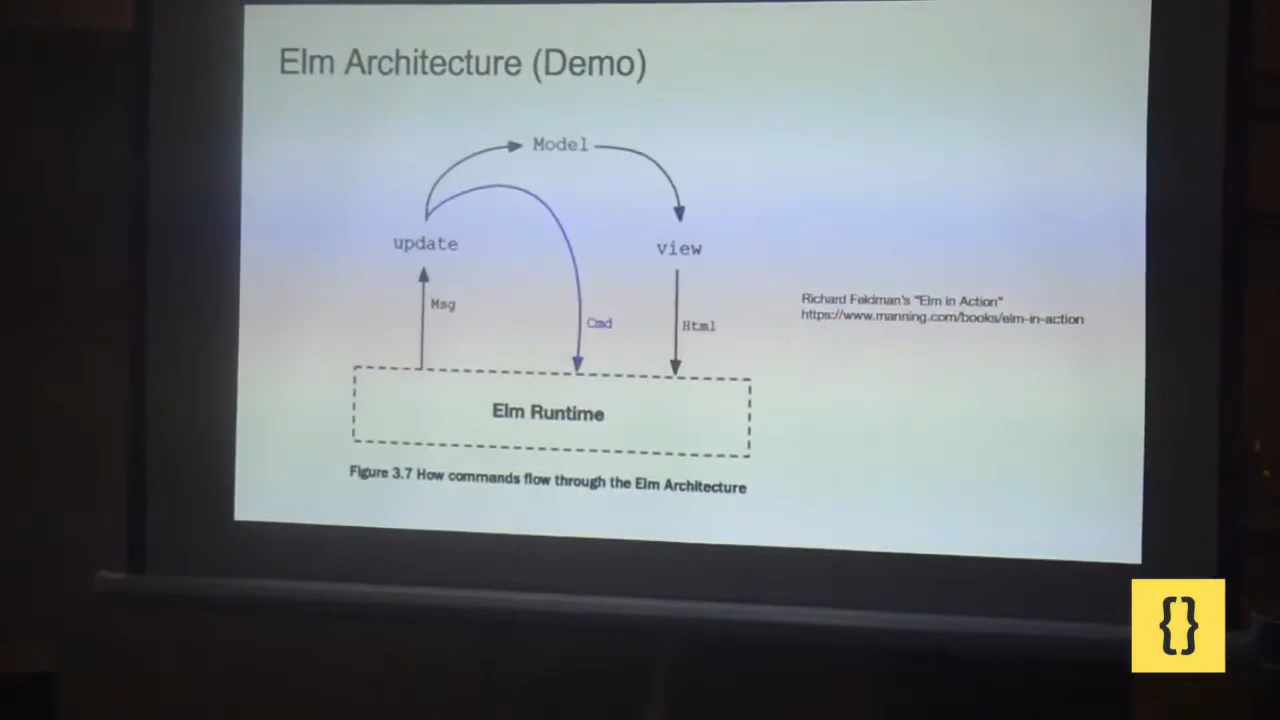 Elm Architecture (Demo)
Model
update
view
Msg
Cmd
Html
Richard Feldman's "Elm in Action"
https://www.manning.com/books/elm-in-action
Elm Runtime
Figure 3.7 How commands flow through the Elm Architecture
{}